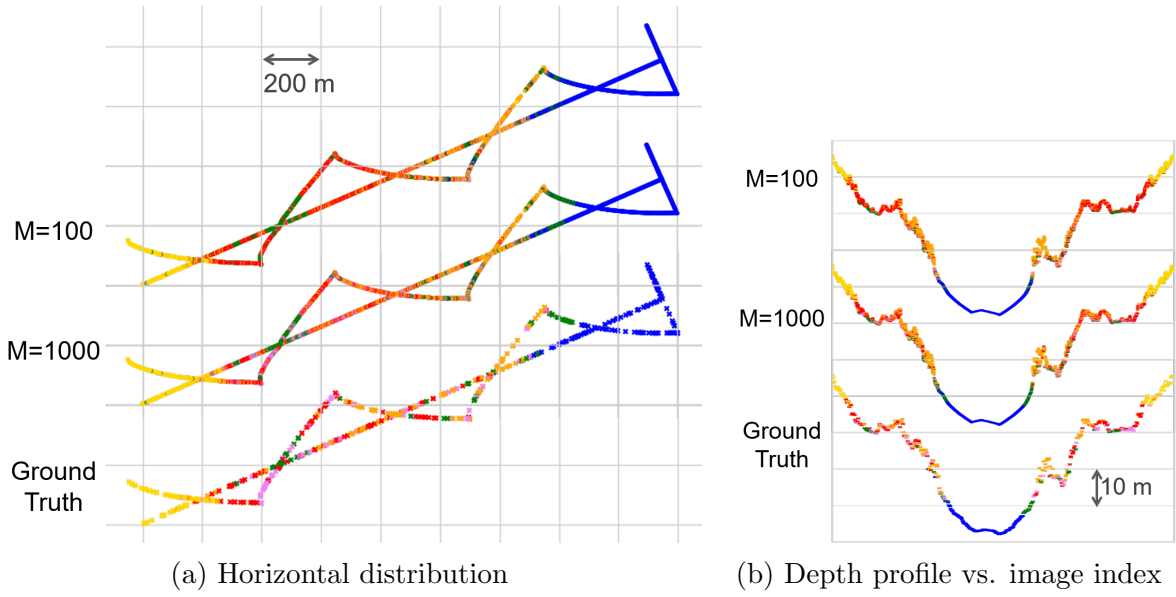 200 m
M=100
M=1000
Ground
Truth
M=100
M=1000
Ground
Truth
10 m
(a) Horizontal distribution
(b) Depth profile vs. image index